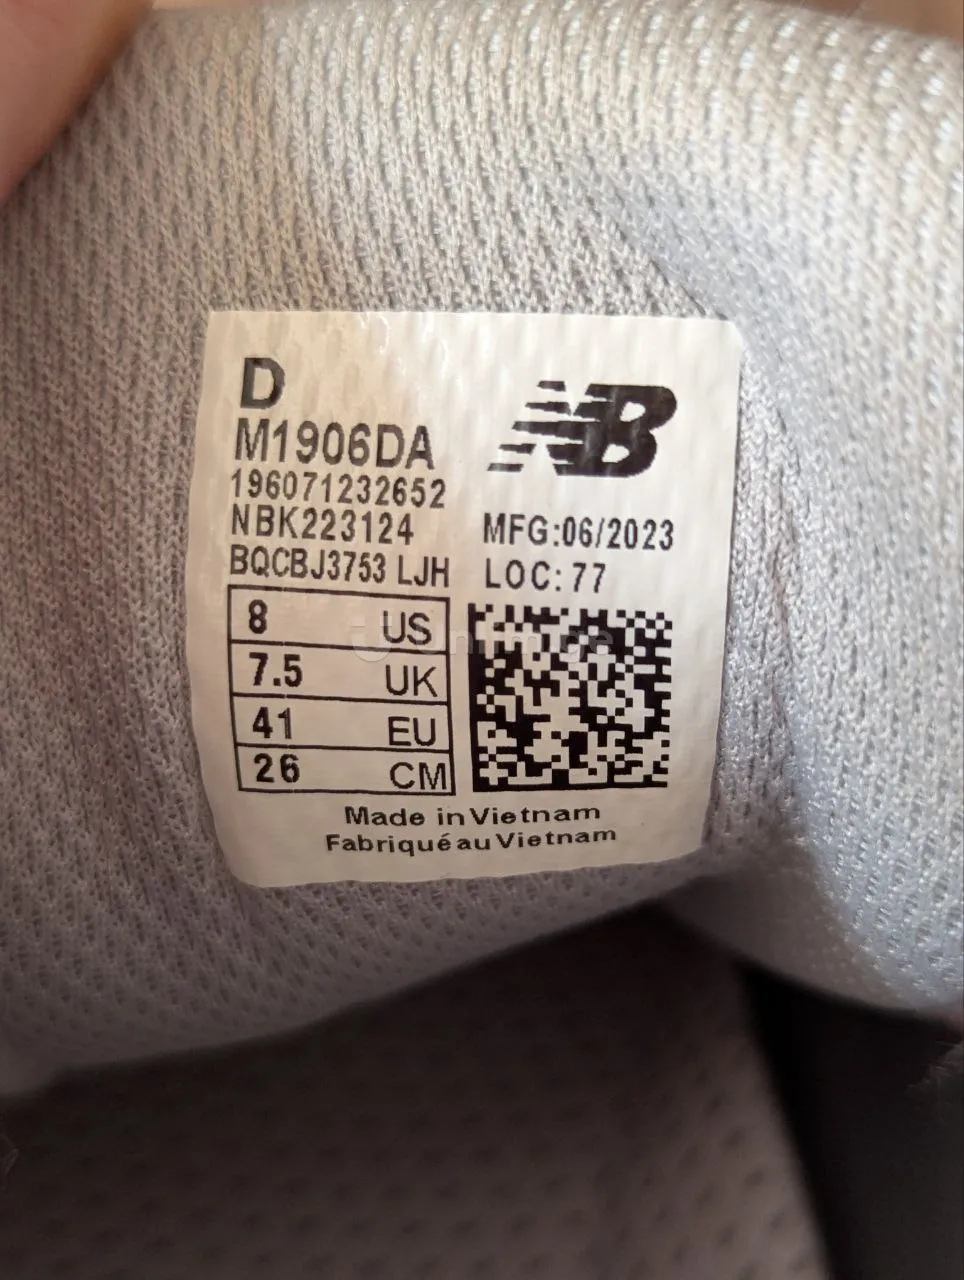 D
M1906DA
196071232652
NBK223124
BQCBJ3753 LJH
NB
MFG:06/2023
LOC: 77
8 US
7.5 UK
41 EU
26 CM
Made in Vietnam
Fabriqué au Vietnam